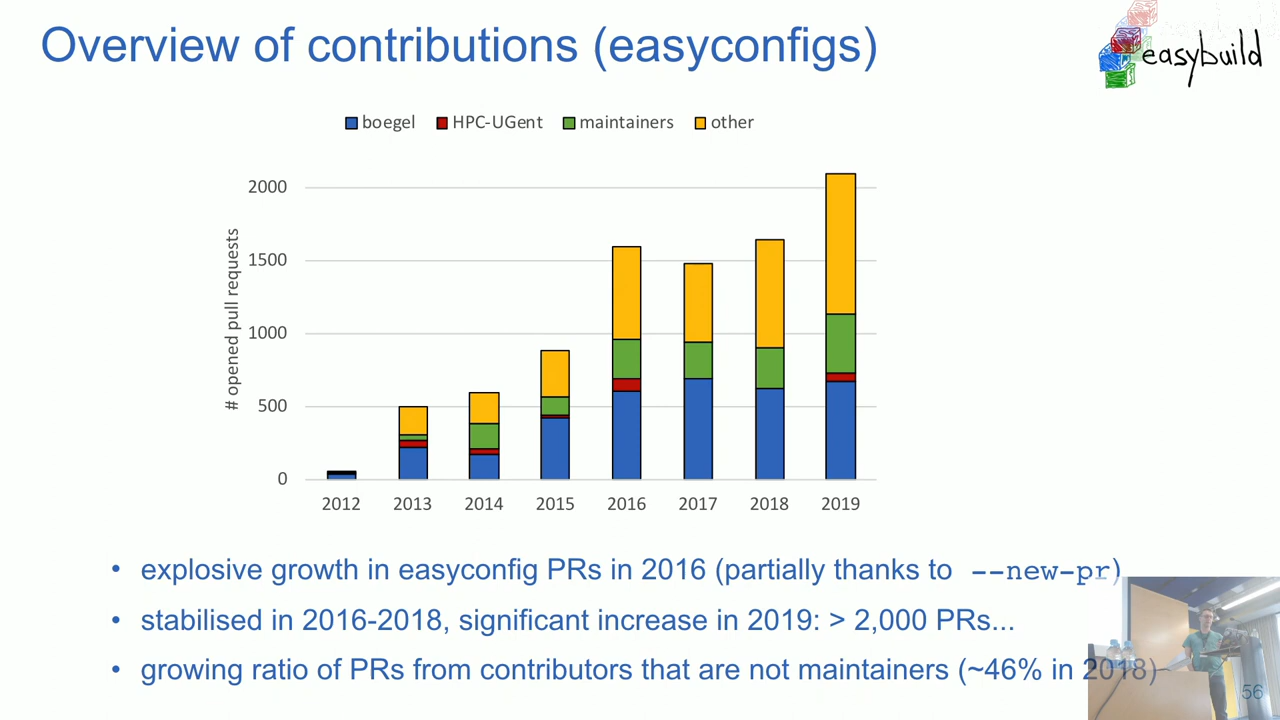 Overview of contributions (easyconfigs)
easybuild
boegel HPC-UGent maintainers other
# opened pull requests
2000
1500
1000
500
0
2012 2013 2014 2015 2016 2017 2018 2019
• explosive growth in easyconfig PRs in 2016 (partially thanks to --new-pr)
• stabilised in 2016-2018, significant increase in 2019: > 2,000 PRs...
• growing ratio of PRs from contributors that are not maintainers (~46% in 2018)
56